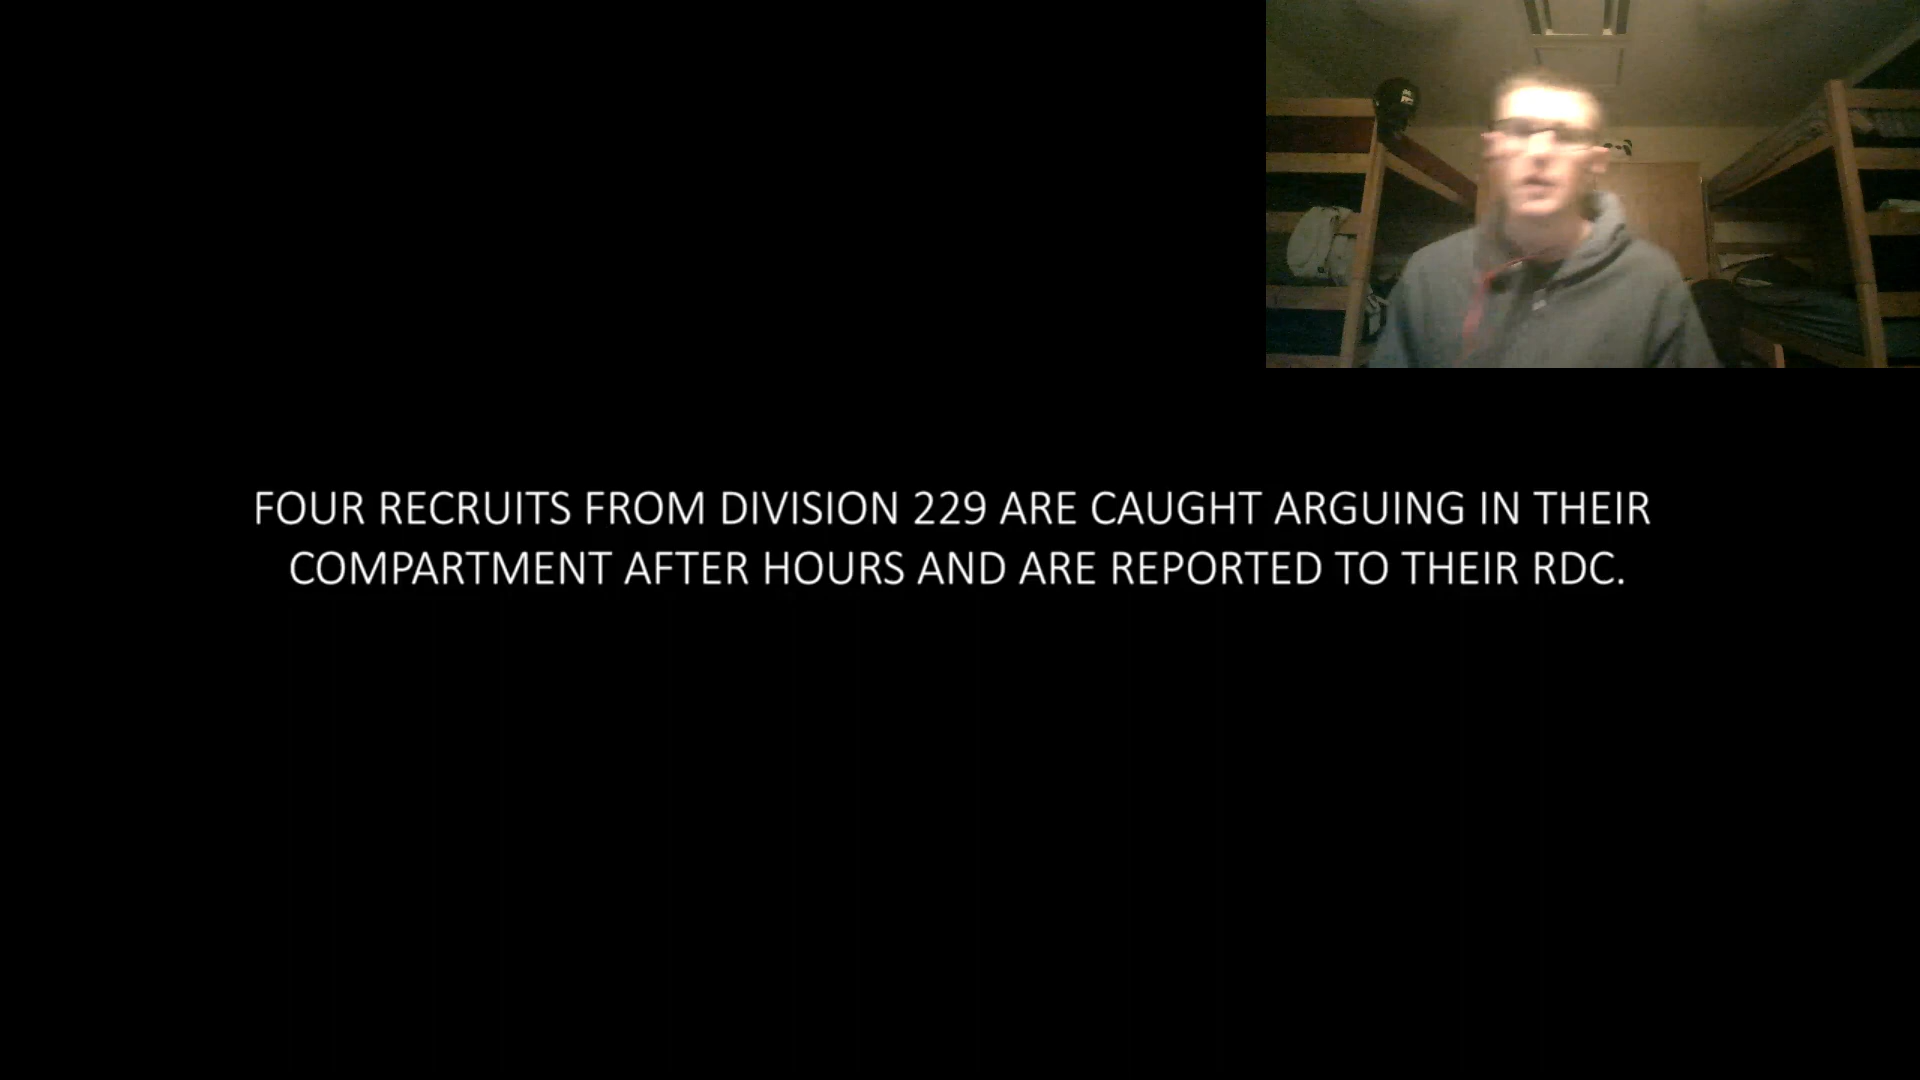 FOUR RECRUITS FROM DIVISION 229 ARE CAUGHT ARGUING IN THEIR
COMPARTMENT AFTER HOURS AND ARE REPORTED TO THEIR RDC.